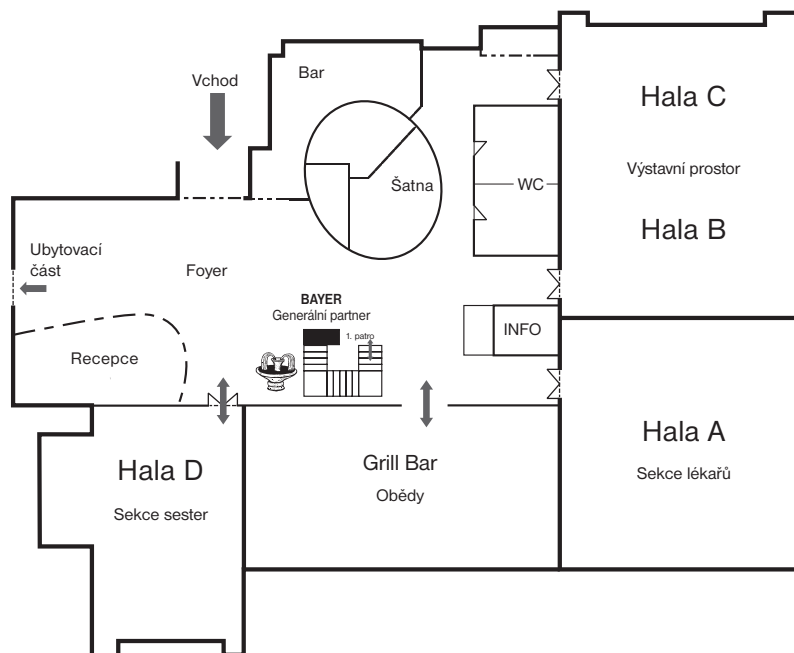 Vchod
Bar
Hala C
Výstavní prostor
Šatna
WC
Hala B
Ubytovací
část
Foyer
BAYER
Generální partner
1. patro
INFO
Recepce
Hala A
Sekce lékařů
Hala D
Sekce sester
Grill Bar
Obědy